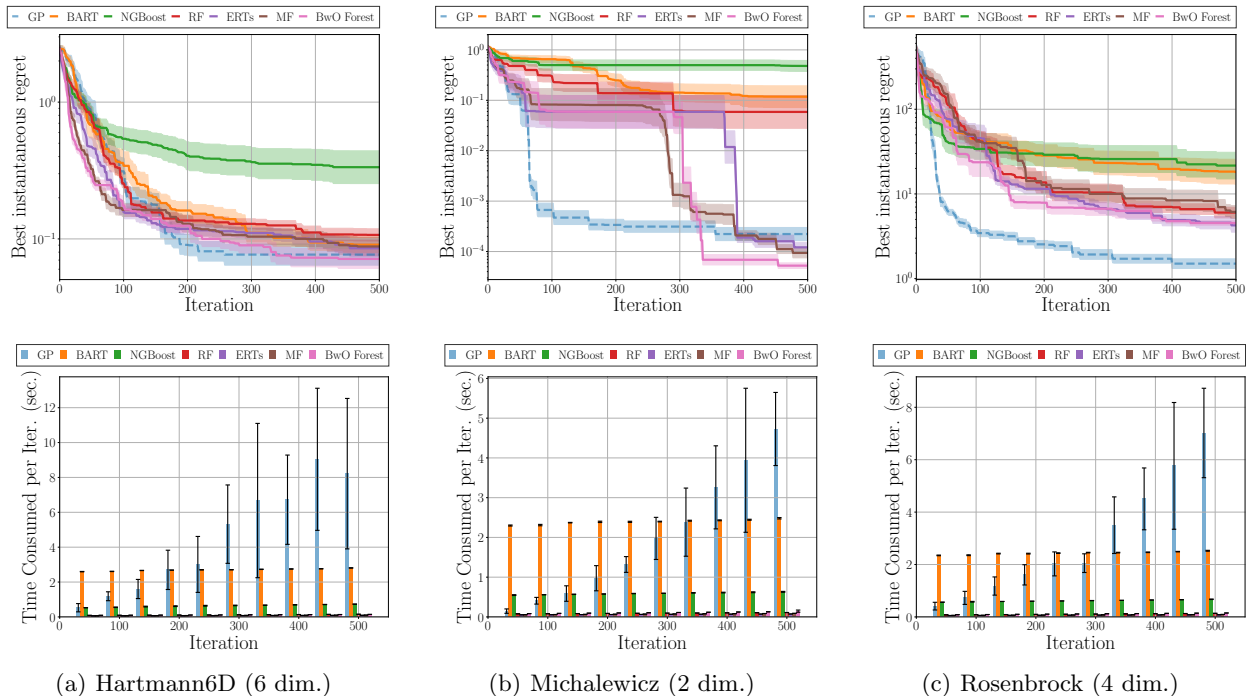 GP BART NGBoost RF ERTs MF BwO Forest
GP BART NGBoost RF ERTs MF BwO Forest
GP BART NGBoost RF ERTs MF BwO Forest
Best instantaneous regret
10^0
10^{-1}
0 100 200 300 400 500
Iteration
Best instantaneous regret
10^0
10^{-1}
10^{-2}
10^{-3}
10^{-4}
0 100 200 300 400 500
Iteration
Best instantaneous regret
10^2
10^1
10^0
0 100 200 300 400 500
Iteration
GP BART NGBoost RF ERTs MF BwO Forest
GP BART NGBoost RF ERTs MF BwO Forest
GP BART NGBoost RF ERTs MF BwO Forest
Time Consumed per Iter. (sec.)
12
10
8
6
4
2
0
0 100 200 300 400 500
Iteration
Time Consumed per Iter. (sec.)
6
5
4
3
2
1
0
0 100 200 300 400 500
Iteration
Time Consumed per Iter. (sec.)
8
6
4
2
0
0 100 200 300 400 500
Iteration
(a) Hartmann6D (6 dim.)
(b) Michalewicz (2 dim.)
(c) Rosenbrock (4 dim.)